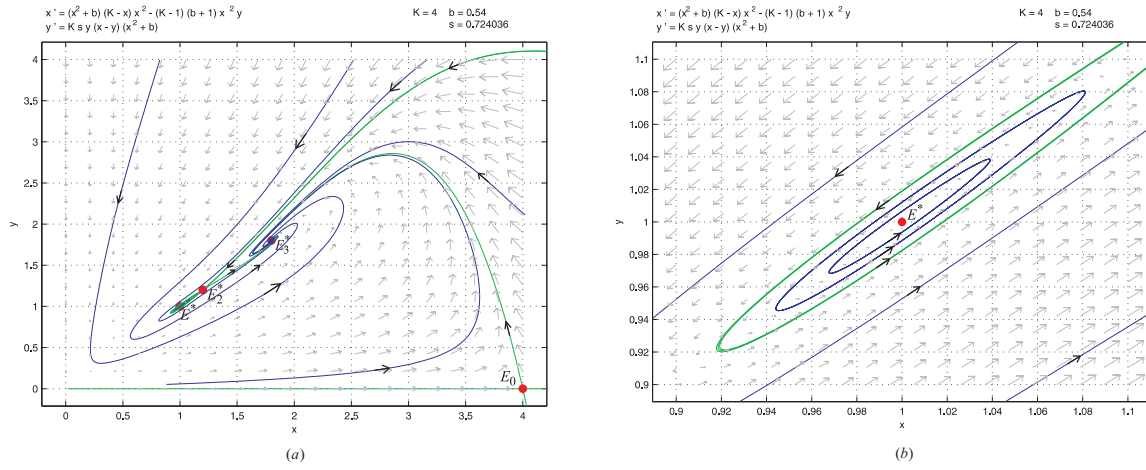 x ' = (x² + b) (K - x) x² - (K - 1) (b + 1) x ² y
y ' = K s y (x - y) (x² + b)
K = 4 b = 0.54
s = 0.724036
4
3.5
3
2.5
2
1.5
1
0.5
0
y
E*
E₂*
E₃*
E₀
0 0.5 1 1.5 2 2.5 3 3.5 4
x
(a)
x ' = (x² + b) (K - x) x² - (K - 1) (b + 1) x ² y
y ' = K s y (x - y) (x² + b)
K = 4 b = 0.54
s = 0.724036
1.1
1.08
1.06
1.04
1.02
1
0.98
0.96
0.94
0.92
0.9
y
E*
0.9 0.92 0.94 0.96 0.98 1 1.02 1.04 1.06 1.08 1.1
x
(b)